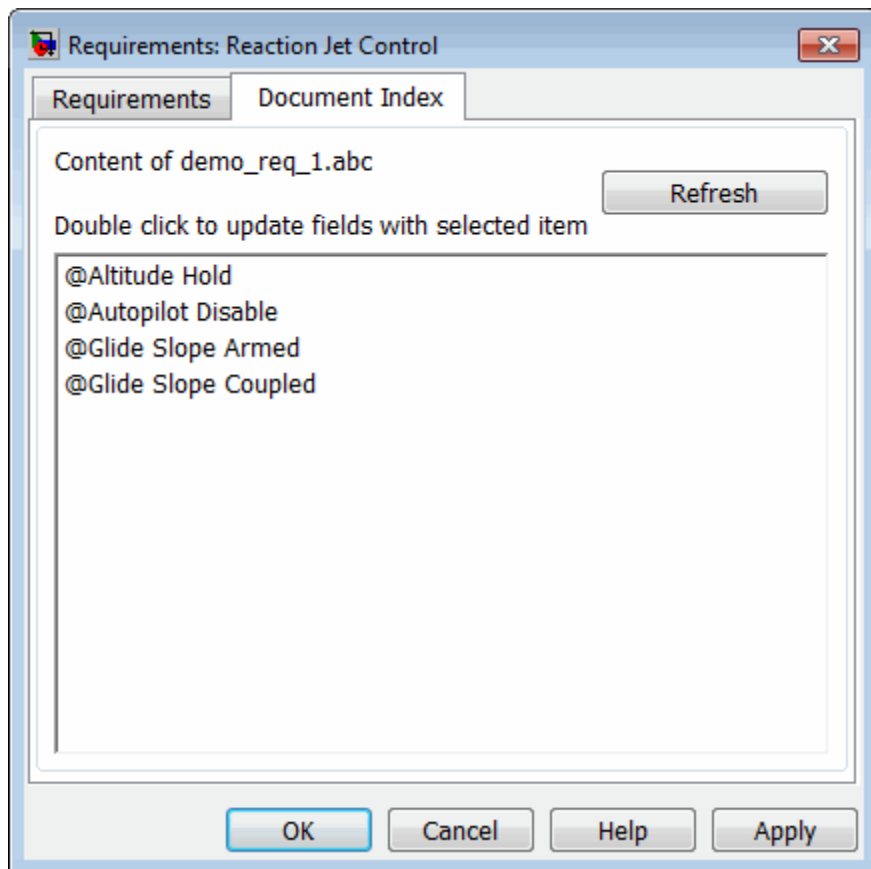 Requirements: Reaction Jet Control
Requirements
Document Index
Content of demo_req_1.abc
Refresh
Double click to update fields with selected item
@Altitude Hold
@Autopilot Disable
@Glide Slope Armed
@Glide Slope Coupled
OK
Cancel
Help
Apply